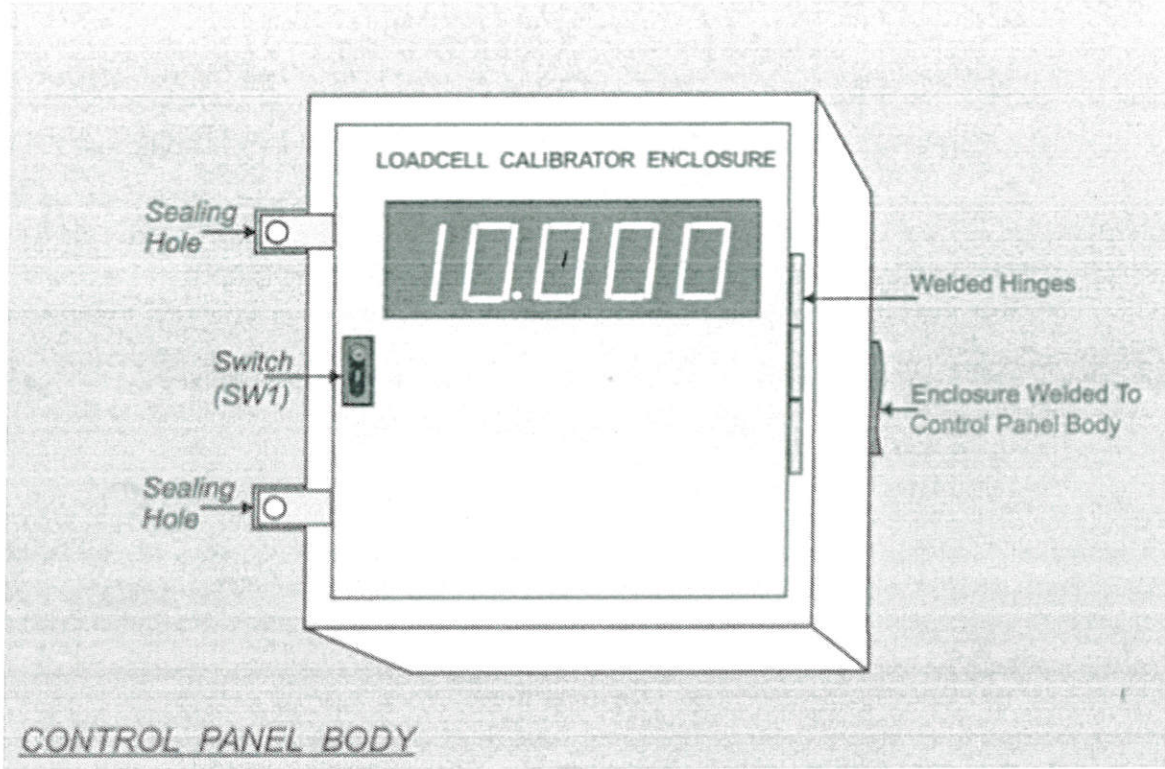 LOADCELL CALIBRATOR ENCLOSURE
Sealing
Hole
10.000
Welded Hinges
Switch
(SW1)
Enclosure Welded To
Control Panel Body
Sealing
Hole
CONTROL PANEL BODY